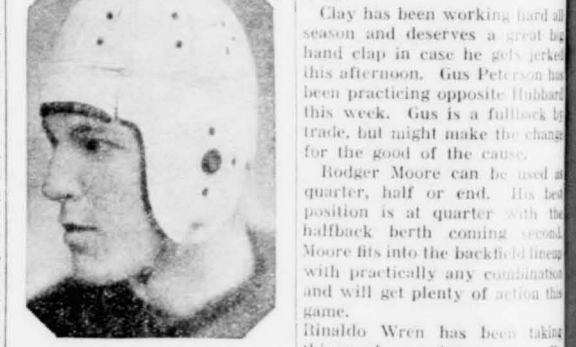 Clay has been working hard all
season and deserves a great big
hand clap in case he gets jerked
this afternoon. Gus Peterson has
been practicing opposite Hubbard
this week. Gus is a fullback by
trade, but might make the change
for the good of the cause.
Rodger Moore can be used at
quarter, half or end. His best
position is at quarter with the
halfback berth coming second.
Moore fits into the backfield lineup
with practically any combination
and will get plenty of action this
game.
Rinaldo Wren has been taking